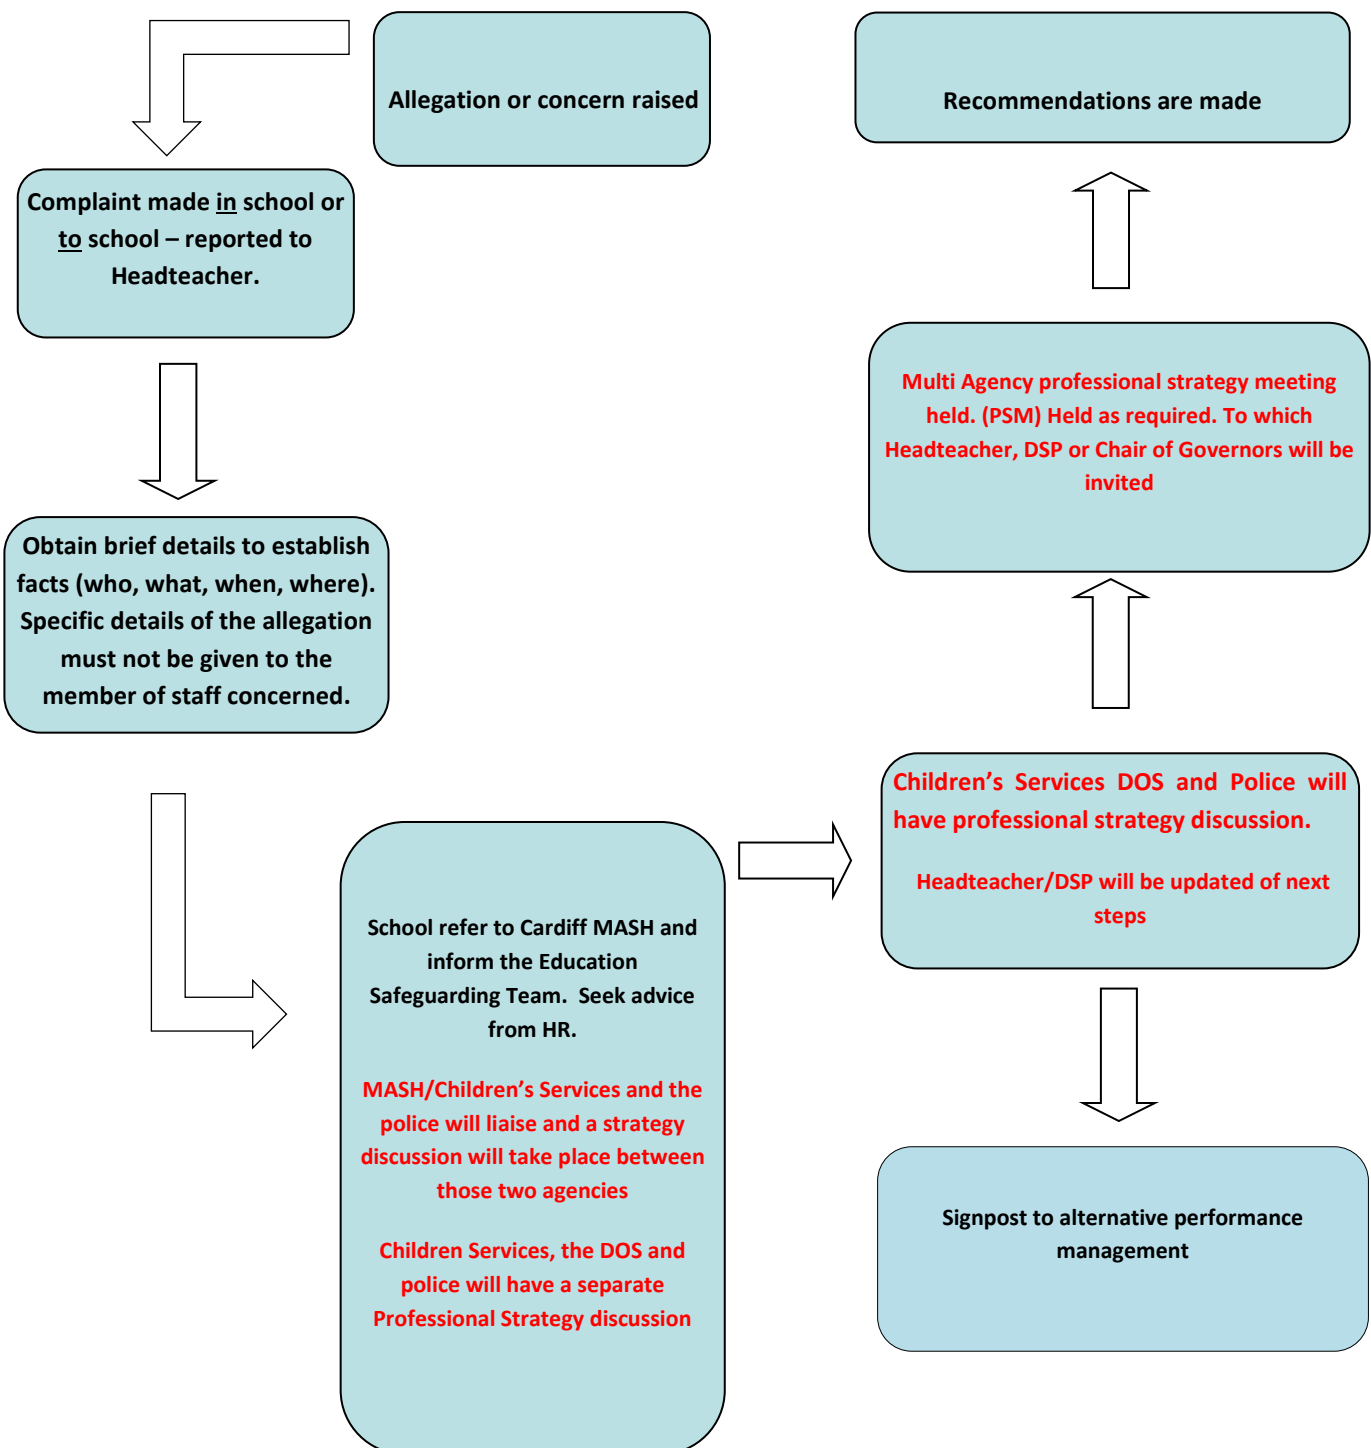 Allegation or concern raised
Complaint made in school or
to school – reported to
Headteacher.
Obtain brief details to establish
facts (who, what, when, where).
Specific details of the allegation
must not be given to the
member of staff concerned.
School refer to Cardiff MASH and
inform the Education
Safeguarding Team.  Seek advice
from HR.
MASH/Children’s Services and the
police will liaise and a strategy
discussion will take place between
those two agencies
Children Services, the DOS and
police will have a separate
Professional Strategy discussion
Children’s Services DOS and Police will
have professional strategy discussion.
Headteacher/DSP will be updated of next
steps
Multi Agency professional strategy meeting
held. (PSM) Held as required. To which
Headteacher, DSP or Chair of Governors will be
invited
Recommendations are made
Signpost to alternative performance
management